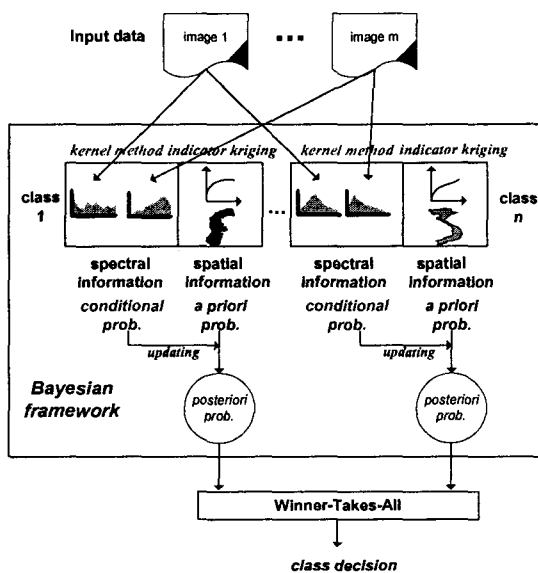 Input data
image 1
image m
kernel method indicator kriging
kernel method indicator kriging
class
1
class
n
spectral
information
conditional
prob.
spatial
information
a priori
prob.
spectral
information
conditional
prob.
spatial
information
a priori
prob.
updating
updating
Bayesian
framework
posteriori
prob.
posteriori
prob.
Winner-Takes-All
class decision